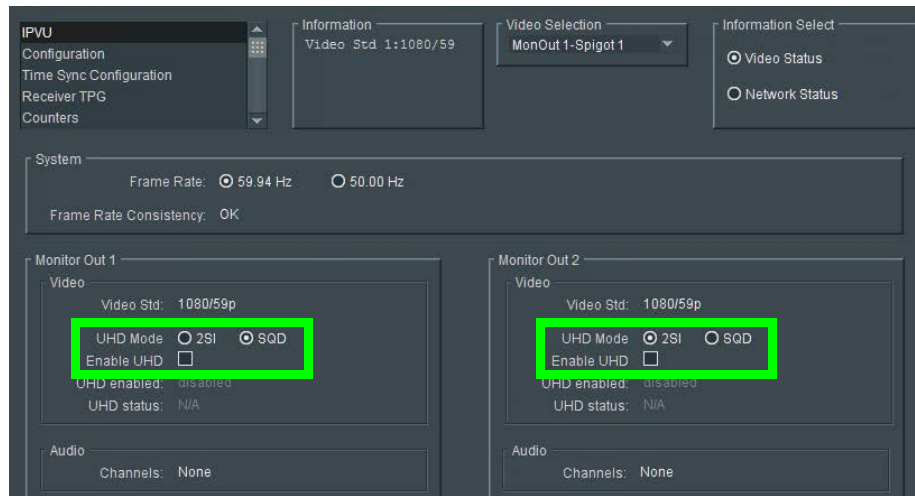 IPVU
Configuration
Time Sync Configuration
Receiver TPG
Counters
Information
Video Std 1:1080/59
Video Selection
MonOut 1-Spigot 1
Information Select
Video Status
Network Status
System
Frame Rate: 59.94 Hz 50.00 Hz
Frame Rate Consistency: OK
Monitor Out 1
Video
Video Std: 1080/59p
UHD Mode 2SI SQD
Enable UHD
UHD enabled: disabled
UHD status: N/A
Audio
Channels: None
Monitor Out 2
Video
Video Std: 1080/59p
UHD Mode 2SI SQD
Enable UHD
UHD enabled: disabled
UHD status: N/A
Audio
Channels: None